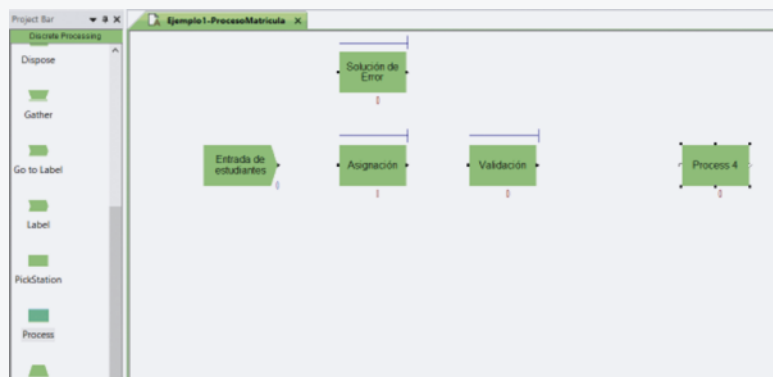 Project Bar
Ejemplo1-ProcesoMatricula
Discrete Processing
Dispose
Gather
Go to Label
Label
PickStation
Process
Solución de
Error
0
Entrada de
estudiantes
0
Asignación
0
Validación
0
Process 4
0